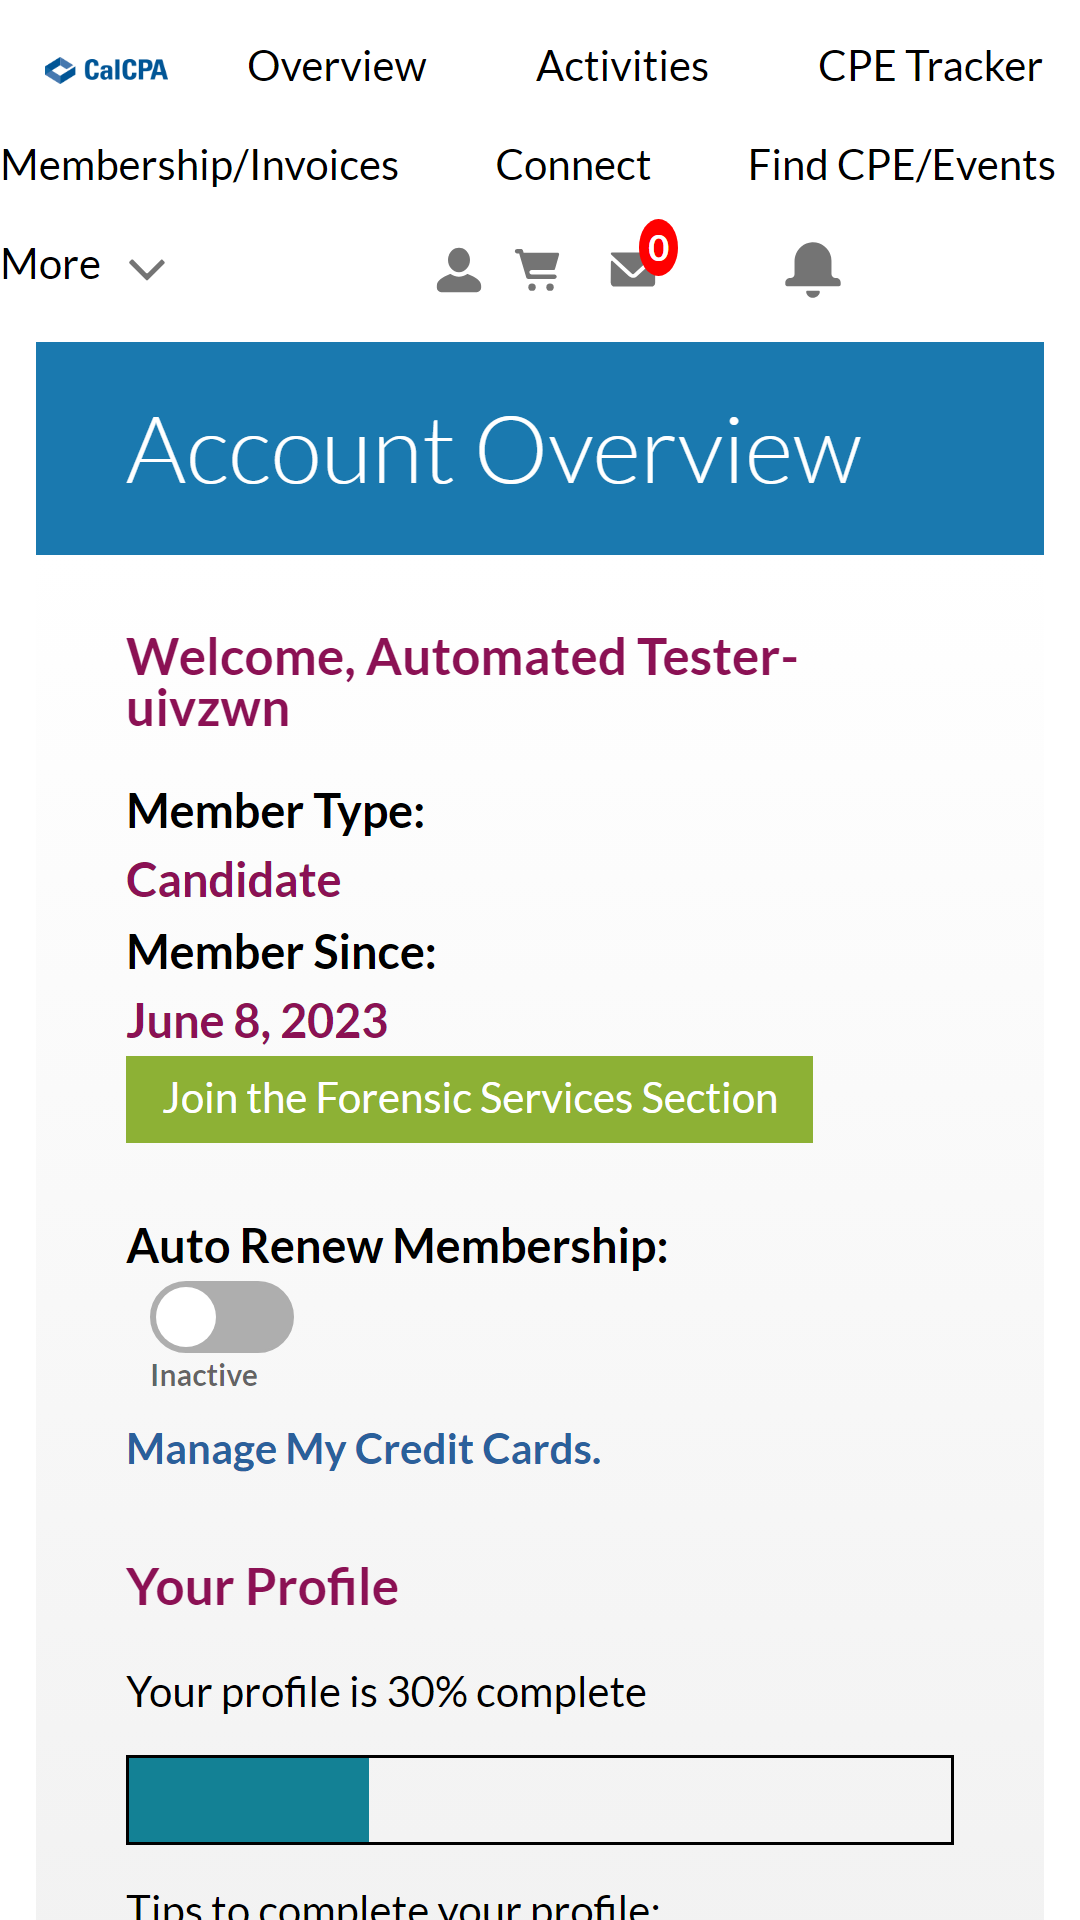 CalCPA Overview Activities CPE Tracker
Membership/Invoices Connect Find CPE/Events
More 0
Account Overview
Welcome, Automated Tester-
uivzwn
Member Type:
Candidate
Member Since:
June 8, 2023
Join the Forensic Services Section
Auto Renew Membership:
Inactive
Manage My Credit Cards.
Your Profile
Your profile is 30% complete
Tips to complete your profile: